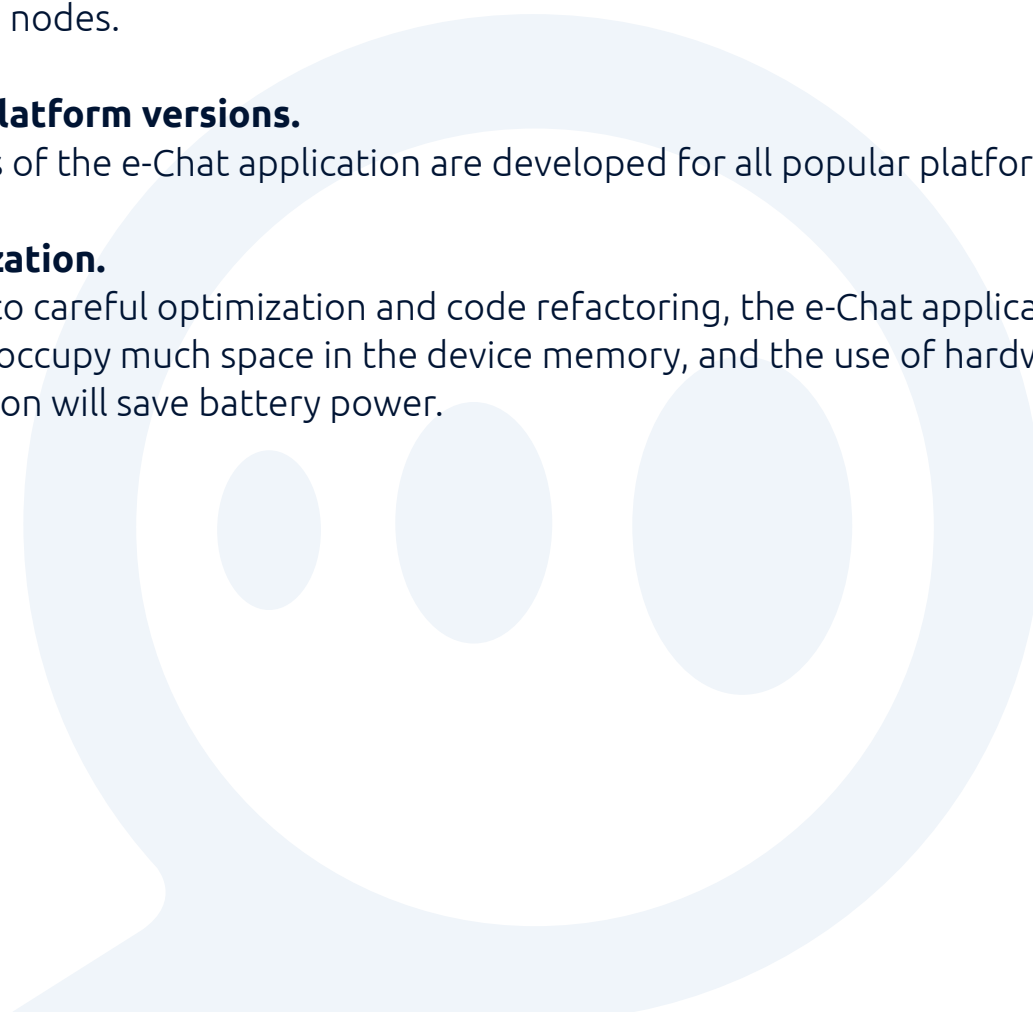 nodes.
latform versions.
s of the e-Chat application are developed for all popular platfor
zation.
to careful optimization and code refactoring, the e-Chat applica
occupy much space in the device memory, and the use of hardw
on will save battery power.